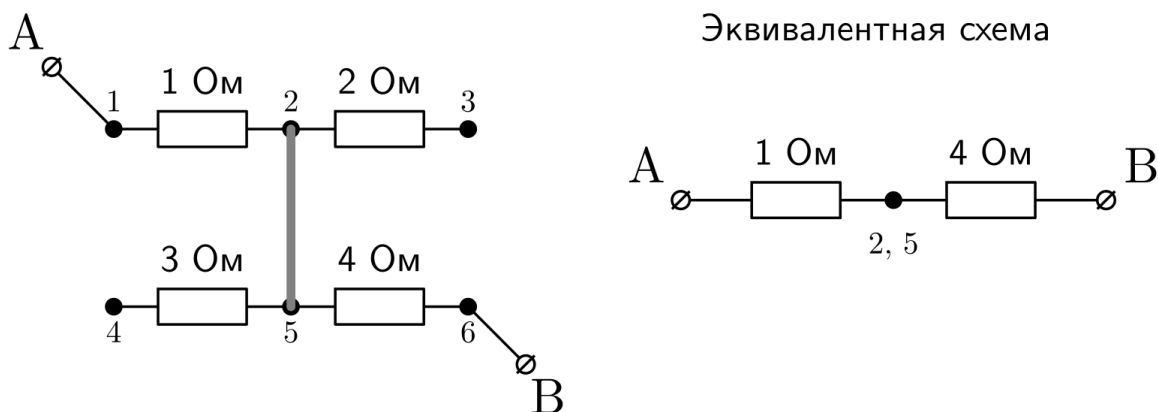 Эквивалентная схема
A
1 Ом 2 Ом
1 2 3
3 Ом 4 Ом
4 5 6
B
1 Ом 4 Ом
A B
2, 5